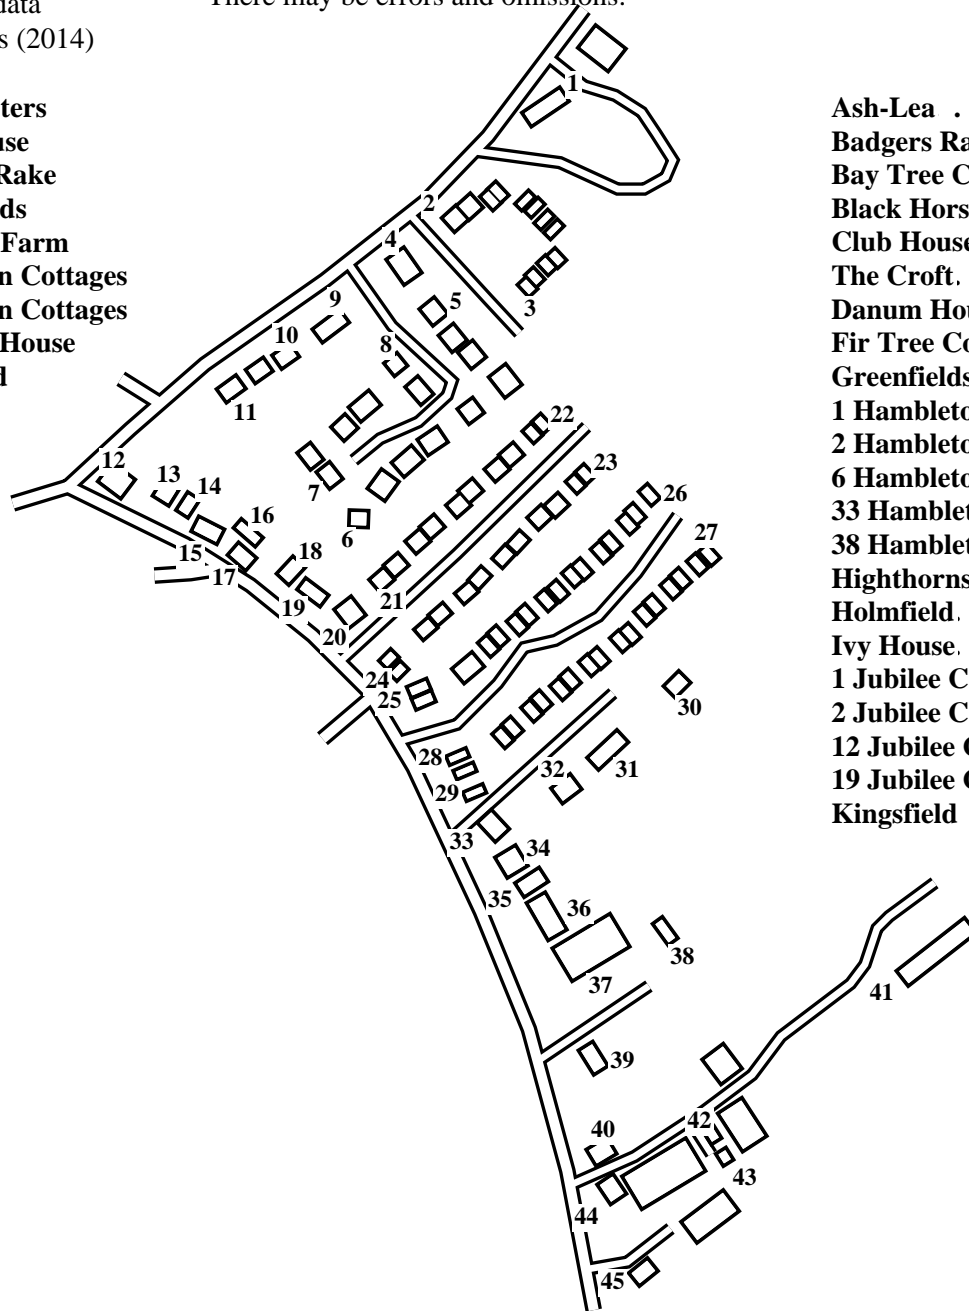 data
There may be errors and omissions.
s (2014)
ters
use
Rake
ds
Farm
n Cottages
n Cottages
House
d
Ash-Lea .
Badgers Ra
Bay Tree C
Black Hors
Club House
The Croft.
Danum Hou
Fir Tree Co
Greenfields
1 Hambleto
2 Hambleto
6 Hambleto
33 Hamblet
38 Hamblet
Highthorns
Holmfield.
Ivy House.
1 Jubilee C
2 Jubilee C
12 Jubilee C
19 Jubilee C
Kingsfield
1
2
3
4
5
6
7
8
9
10
11
12
13
14
15
16
17
18
19
20
21
22
23
24
25
26
27
28
29
30
31
32
33
34
35
36
37
38
39
40
41
42
43
44
45